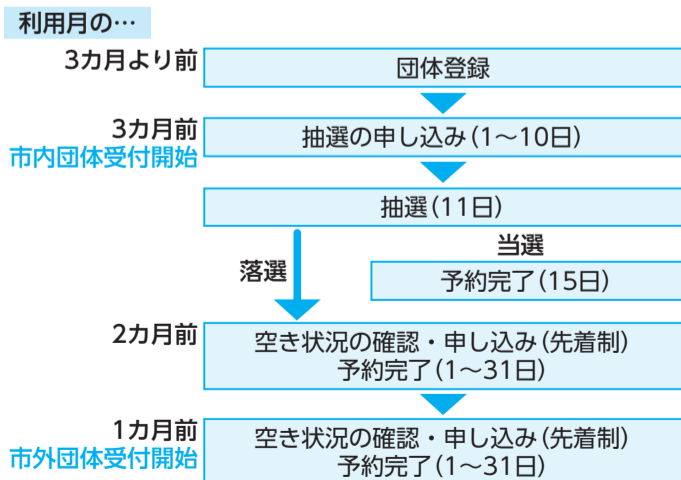 利用月の…
3カ月より前
団体登録
3カ月前
市内団体受付開始
抽選の申し込み(1～10日)
抽選(11日)
落選
当選
予約完了(15日)
2カ月前
空き状況の確認・申し込み(先着制)
予約完了(1～31日)
1カ月前
市外団体受付開始
空き状況の確認・申し込み(先着制)
予約完了(1～31日)